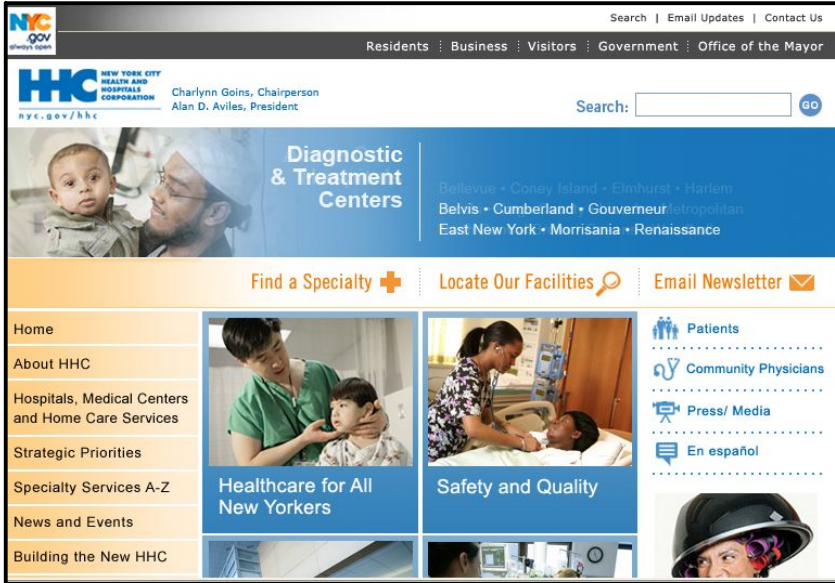 NYC
.gov
always open
Search | Email Updates | Contact Us
Residents Business Visitors Government Office of the Mayor
HHC
NEW YORK CITY
HEALTH AND
HOSPITALS
CORPORATION
nyc.gov/hhc
Charlynn Goins, Chairperson
Alan D. Aviles, President
Search:
GO
Diagnostic
& Treatment
Centers
Bellevue • Coney Island • Elmhurst • Harlem
Belvis • Cumberland • Gouverneur
Metropolitan
East New York • Morrisania • Renaissance
Find a Specialty
Locate Our Facilities
Email Newsletter
Home
About HHC
Hospitals, Medical Centers
and Home Care Services
Strategic Priorities
Specialty Services A-Z
News and Events
Building the New HHC
Healthcare for All
New Yorkers
Safety and Quality
Patients
Community Physicians
Press/ Media
En español